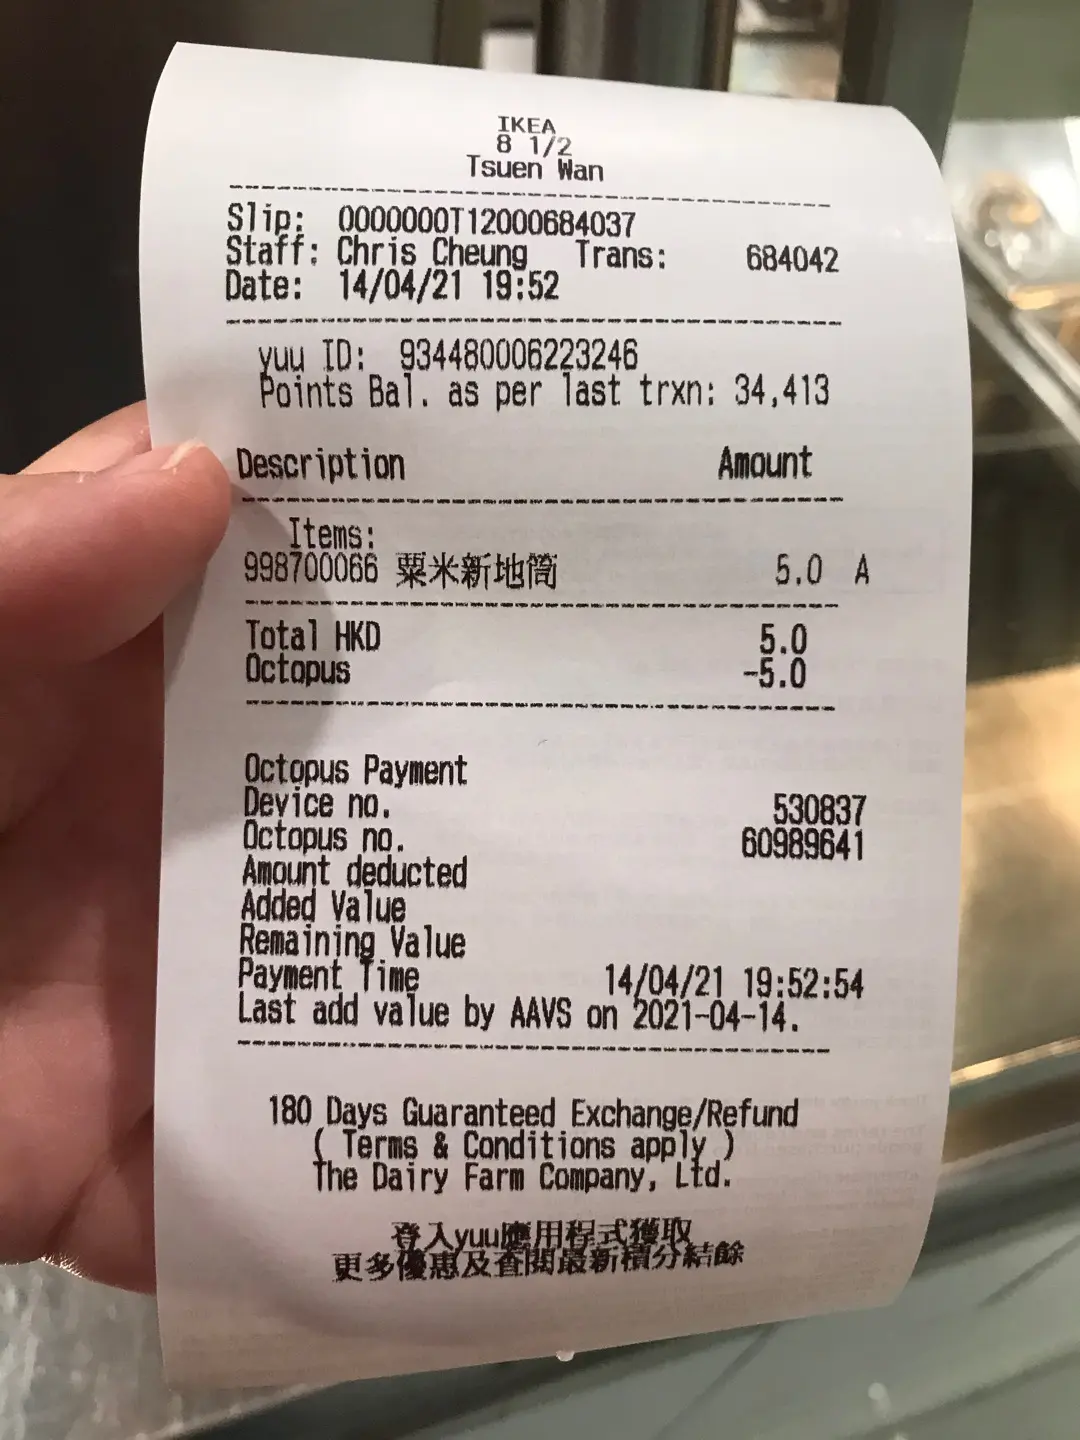 IKEA
8 1/2
Tsuen Wan
Slip: 0000000T12000684037
Staff: Chris Cheung Trans: 684042
Date: 14/04/21 19:52
yuu ID: 934480006223246
Points Bal. as per last trxn: 34,413
Description Amount
Items:
998700066 粟米新地筒 5.0 A
Total HKD 5.0
Octopus -5.0
Octopus Payment
Device no. 530837
Octopus no. 60989641
Amount deducted
Added Value
Remaining Value
Payment Time 14/04/21 19:52:54
Last add value by AAVS on 2021-04-14.
180 Days Guaranteed Exchange/Refund
( Terms & Conditions apply )
The Dairy Farm Company, Ltd.
登入yuu應用程式獲取
更多優惠及查閱最新積分結餘